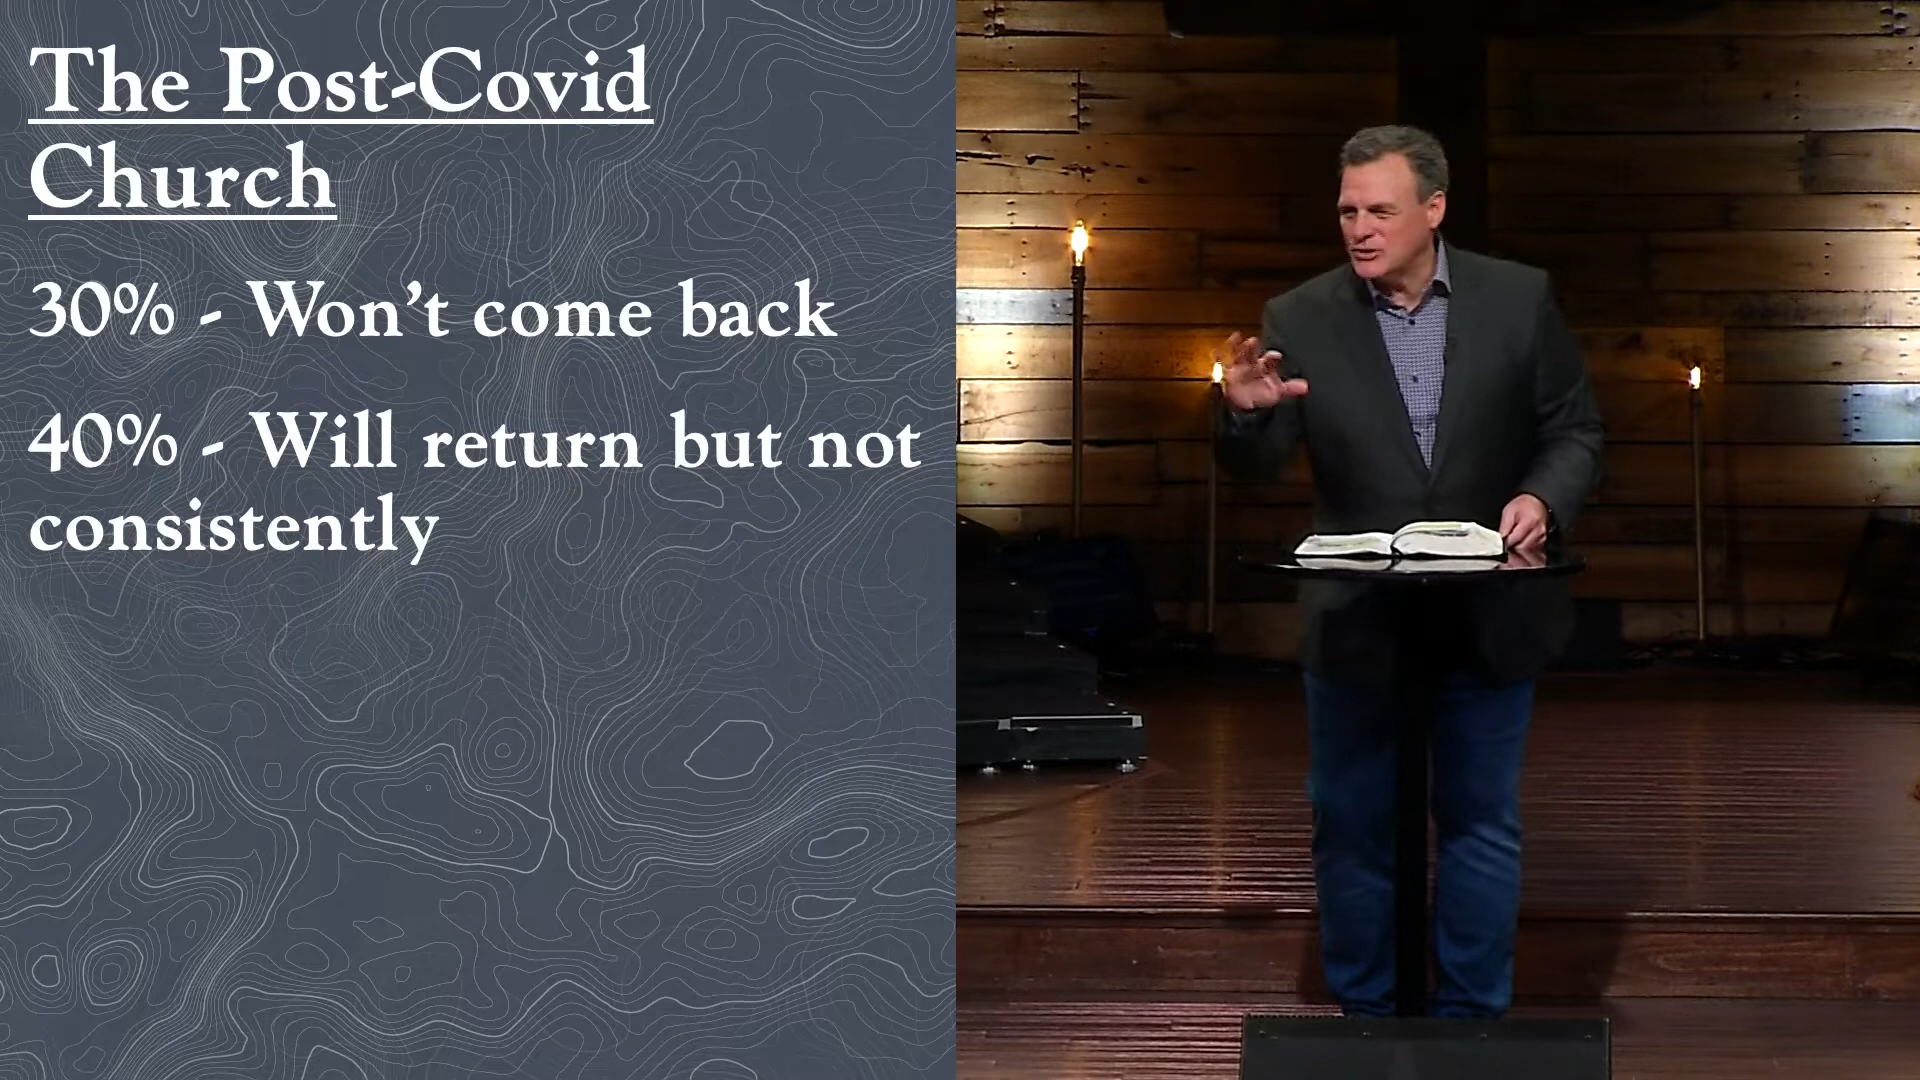 The Post-Covid
Church
30% - Won’t come back
40% - Will return but not
consistently